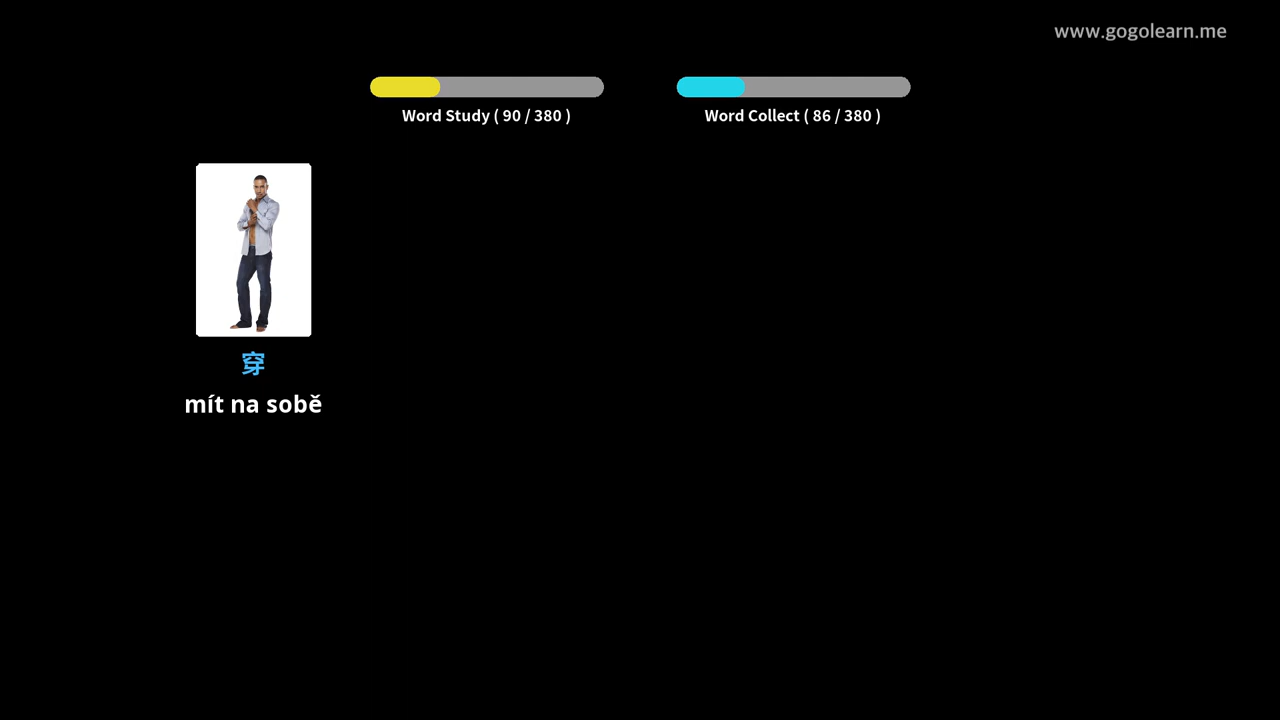 www.gogolearn.me
Word Study ( 90 / 380 )
Word Collect ( 86 / 380 )
穿
mít na sobě